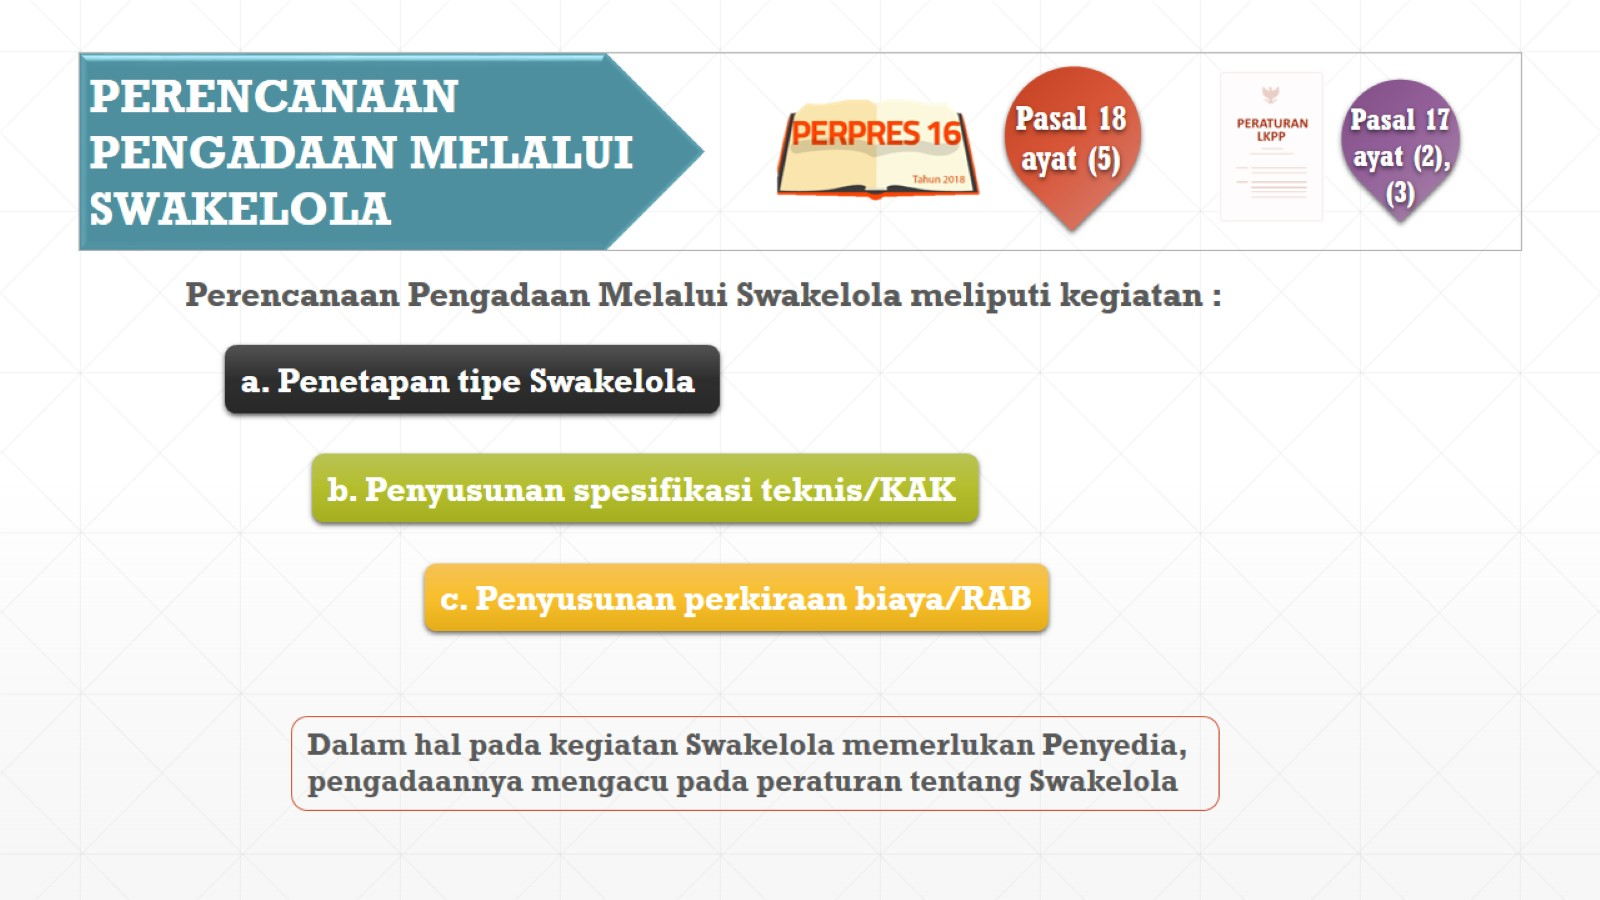 PERENCANAAN
PENGADAAN MELALUI
SWAKELOLA
PERPRES 16
Tahun 2018
Pasal 18
ayat (5)
PERATURAN
LKPP
Pasal 17
ayat (2),
(3)
Perencanaan Pengadaan Melalui Swakelola meliputi kegiatan :
a. Penetapan tipe Swakelola
b. Penyusunan spesifikasi teknis/KAK
c. Penyusunan perkiraan biaya/RAB
Dalam hal pada kegiatan Swakelola memerlukan Penyedia,
pengadaannya mengacu pada peraturan tentang Swakelola